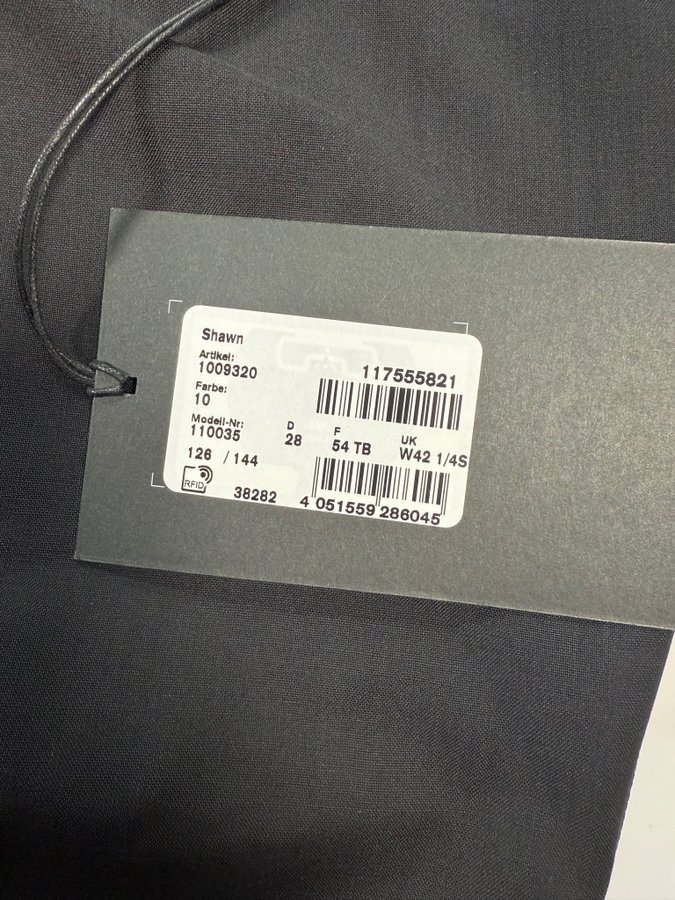 Shawn
Artikel:
1009320
117555821
Farbe:
10
Modell-Nr:
110035
D
28
F
54 TB
UK
W42 1/4S
126 / 144
RFID
38282
4 051559 286045